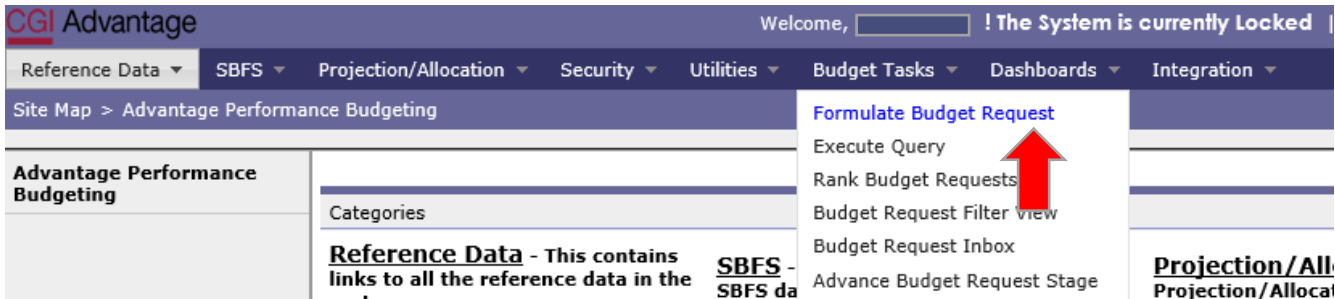 CGI Advantage
Welcome, ! The System is currently Locked |
Reference Data SBFS Projection/Allocation Security Utilities Budget Tasks Dashboards Integration
Site Map > Advantage Performance Budgeting
Formulate Budget Request
Execute Query
Rank Budget Requests
Budget Request Filter View
Budget Request Inbox
Advance Budget Request Stage
Advantage Performance
Budgeting
Categories
Reference Data - This contains
links to all the reference data in the
SBFS -
SBFS da
Projection/All
Projection/Allocat